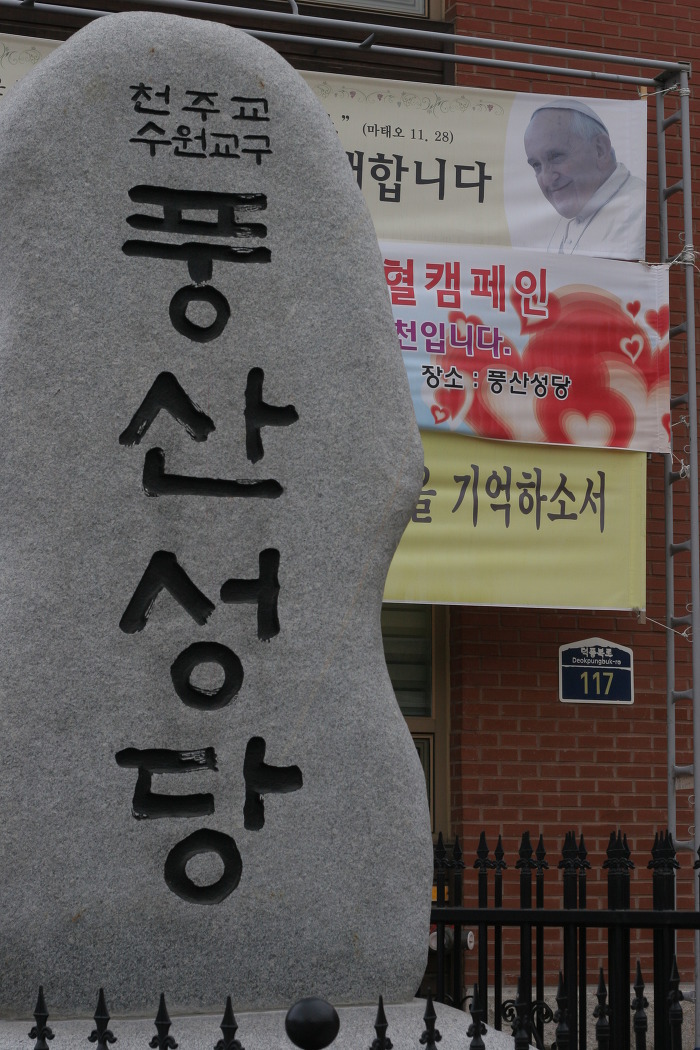 천주교
수원교구
풍산성당
” (마태오 11. 28)
합니다
혈캠페인
천입니다.
장소 : 풍산성당
을 기억하소서
덕풍북로
Deokpungbuk-ro
117